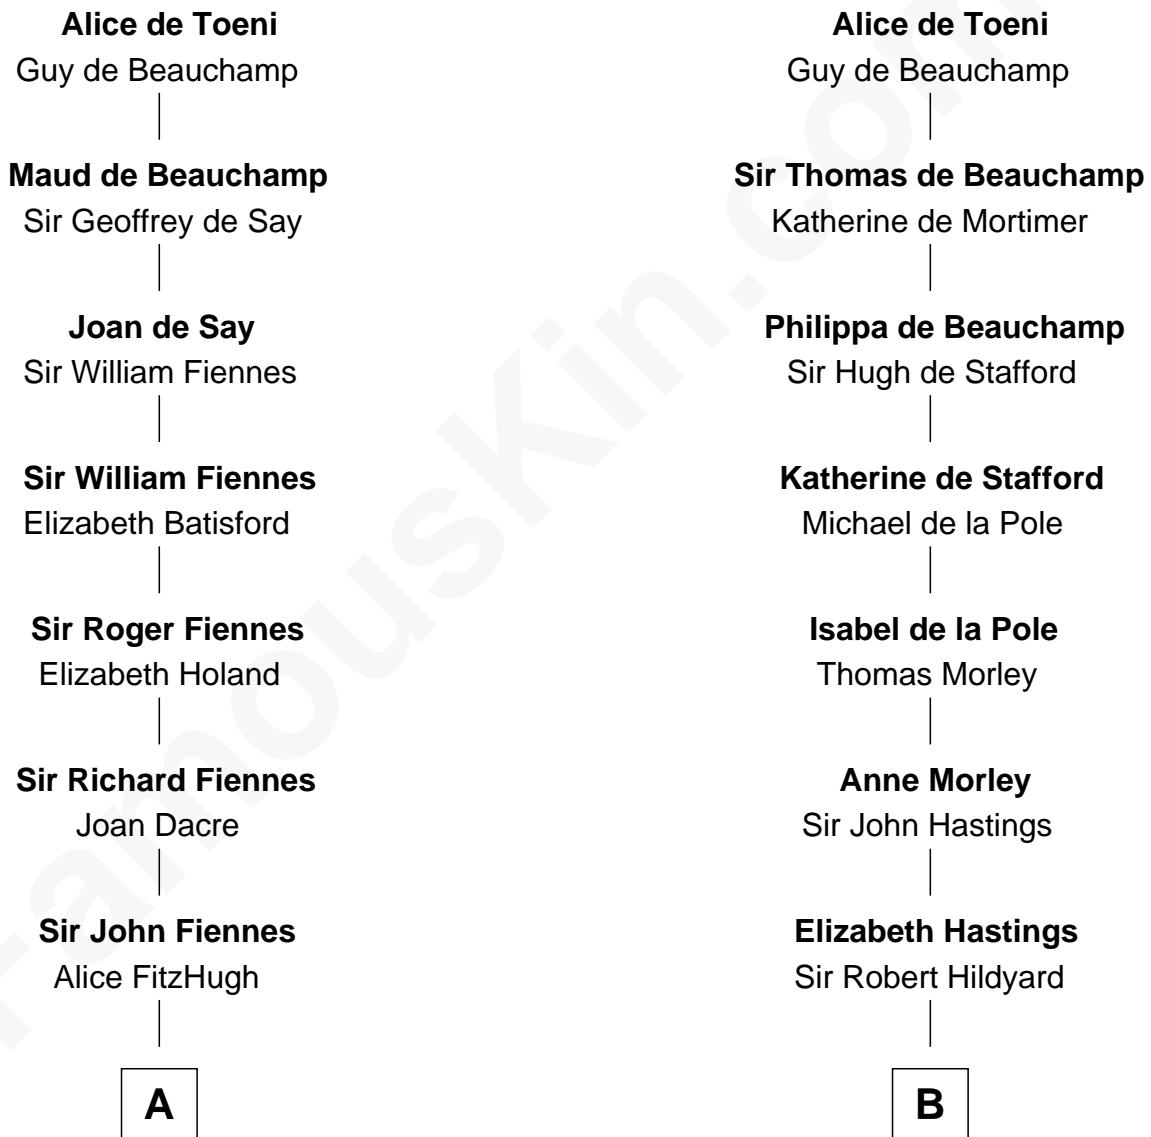 Alice de Toeni
Guy de Beauchamp
Maud de Beauchamp
Sir Geoffrey de Say
Joan de Say
Sir William Fiennes
Sir William Fiennes
Elizabeth Batisford
Sir Roger Fiennes
Elizabeth Holand
Sir Richard Fiennes
Joan Dacre
Sir John Fiennes
Alice FitzHugh
A
Alice de Toeni
Guy de Beauchamp
Sir Thomas de Beauchamp
Katherine de Mortimer
Philippa de Beauchamp
Sir Hugh de Stafford
Katherine de Stafford
Michael de la Pole
Isabel de la Pole
Thomas Morley
Anne Morley
Sir John Hastings
Elizabeth Hastings
Sir Robert Hildyard
B
FamousKin.com